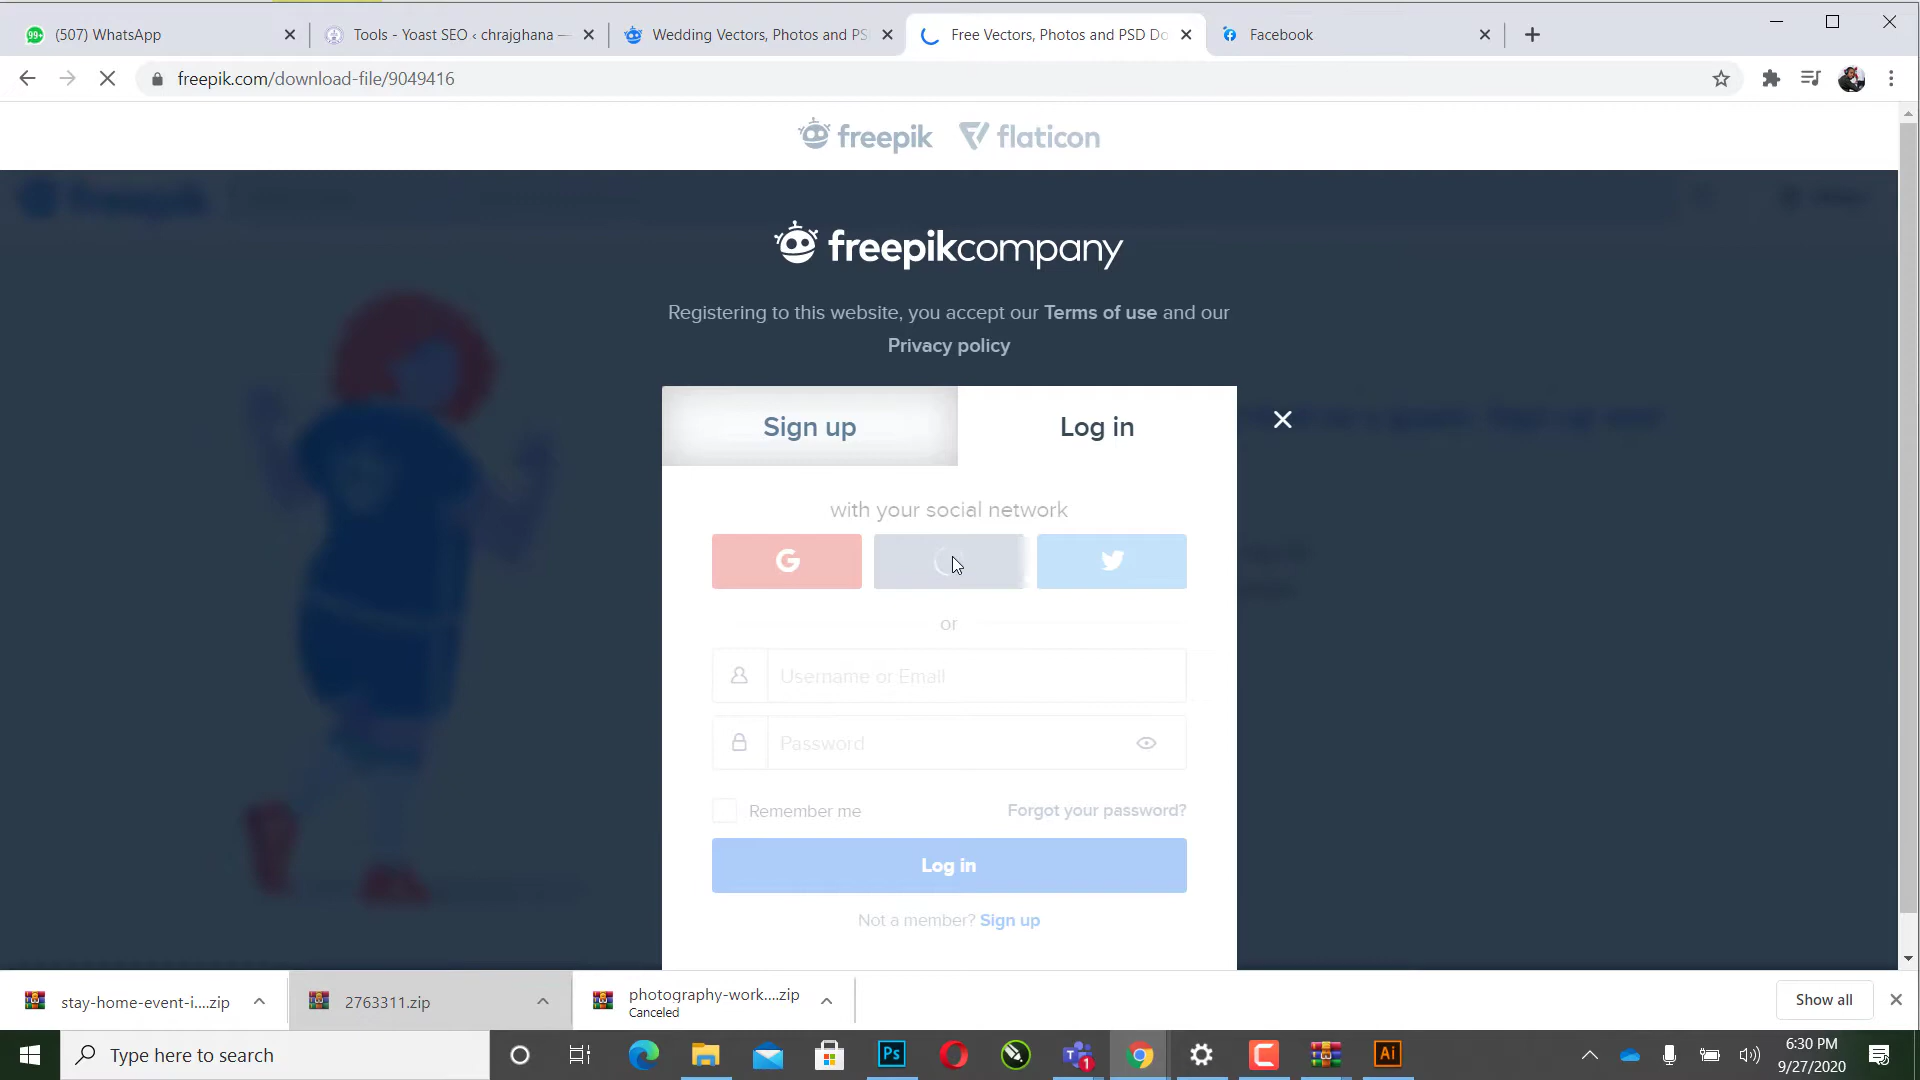 99+ (507) WhatsApp
Tools - Yoast SEO ‹ chrajghana —
Wedding Vectors, Photos and PS
Free Vectors, Photos and PSD Do
Facebook
freepik.com/download-file/9049416
freepik flaticon
freepikcompany
Registering to this website, you accept our Terms of use and our
Privacy policy
Sign up
Log in
with your social network
G
or
Username or Email
Password
Remember me
Forgot your password?
Log in
Not a member? Sign up
stay-home-event-i....zip
2763311.zip
photography-work....zip
Canceled
Show all
Type here to search
Ps
1
Ai
6:30 PM
9/27/2020